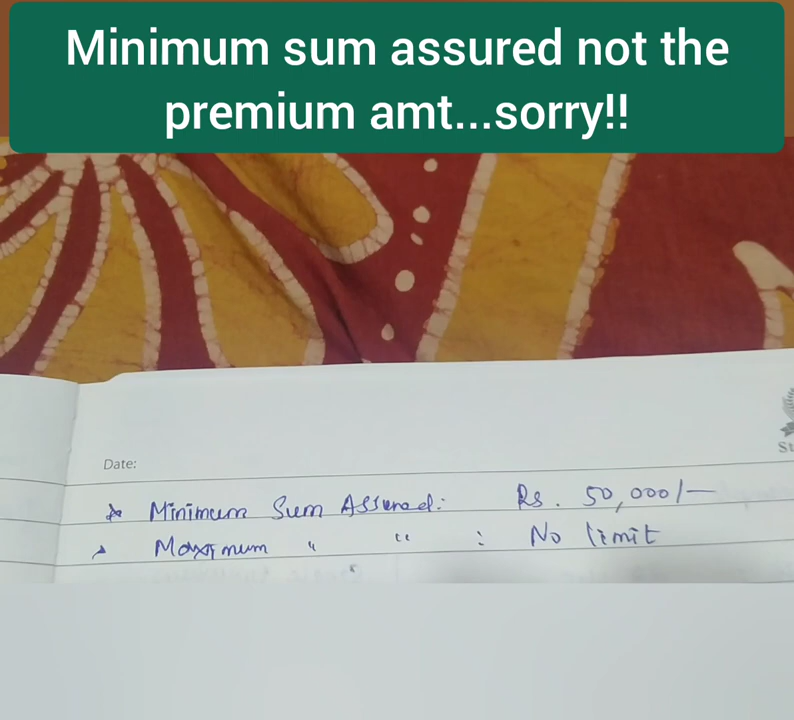 Minimum sum assured not the
premium amt...sorry!!
Date:
Minimum Sum Assured: Rs. 50,000/-
Maximum " " : No limit